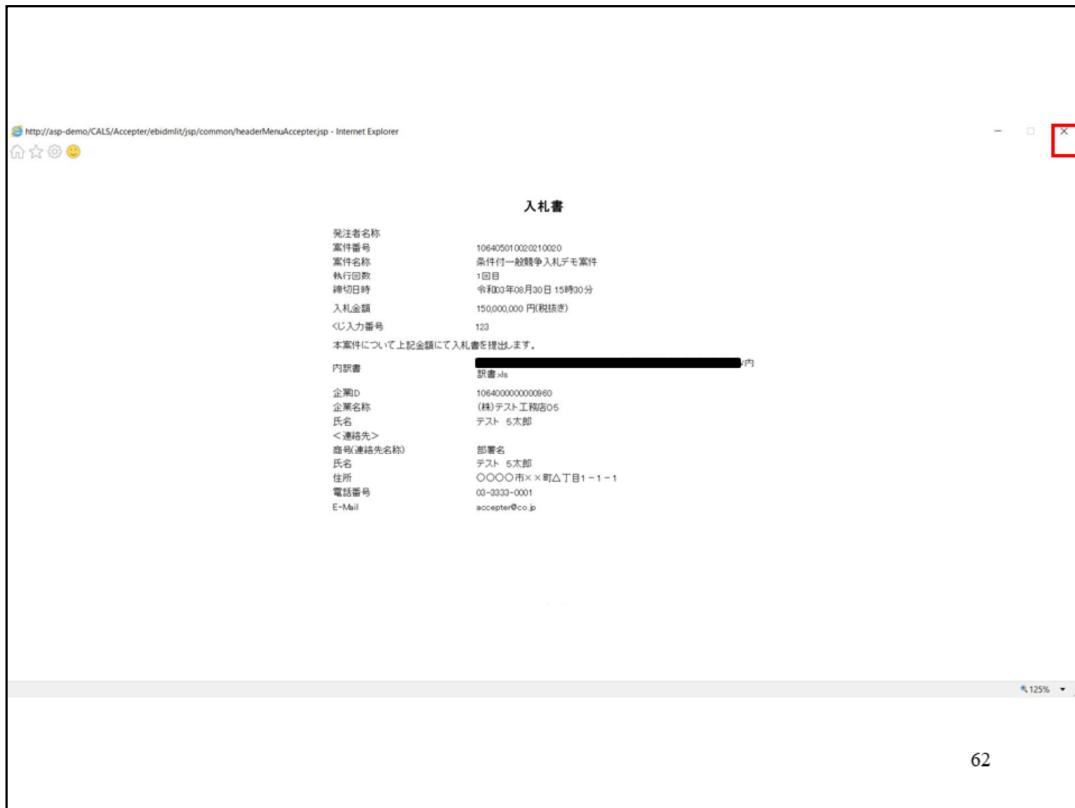 http://asp-demo/CALS/Accepter/ebidmlit/jsp/common/headerMenuAccepter.jsp - Internet Explorer
入札書
発注者名称
案件番号 106405010020210020
案件名称 条件付一般競争入札デモ案件
執行回数 1回目
締切日時 令和03年08月30日 15時30分
入札金額 150,000,000 円(税抜き)
くじ入力番号 123
本案件について上記金額にて入札書を提出します。
内訳書 /内
訳書.xls
企業ID 1064000000000960
企業名称 (株)テスト工務店05
氏名 テスト 5太郎
<連絡先>
商号(連絡先名称) 部署名
氏名 テスト 5太郎
住所 〇〇〇〇市××町△丁目1-1-1
電話番号 03-3333-0001
E-Mail accepter@co.jp
125%
62